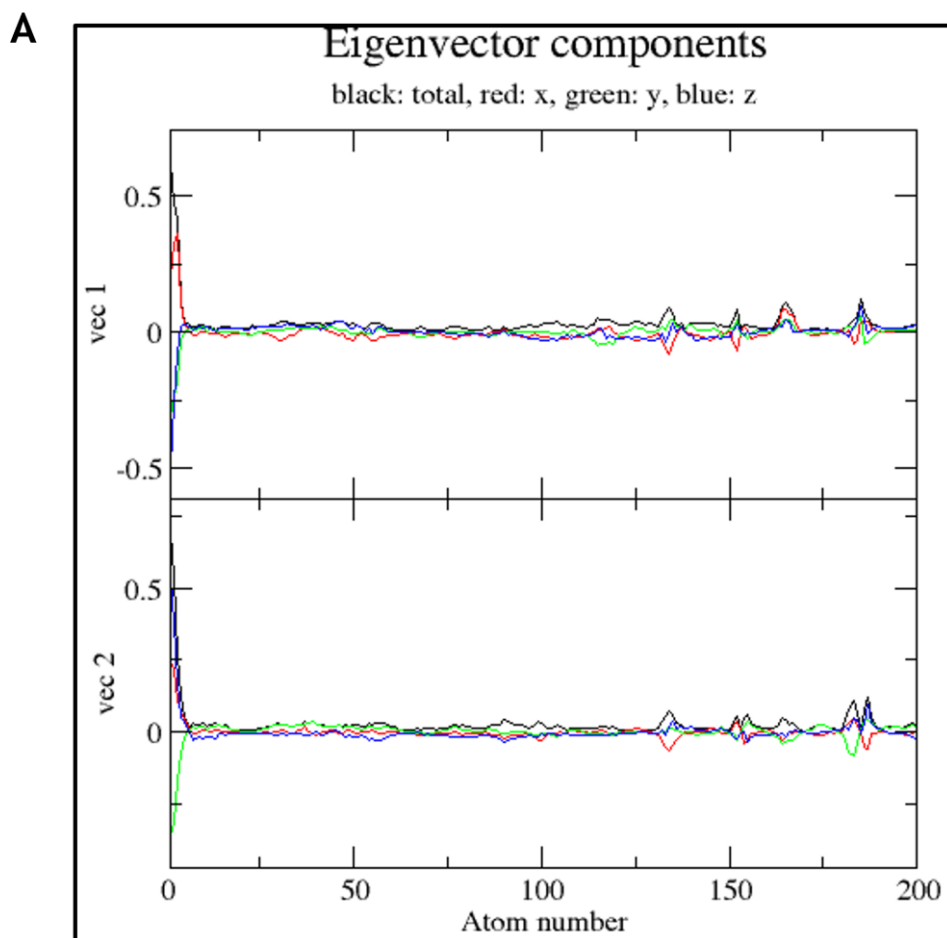 A
Eigenvector components
black: total, red: x, green: y, blue: z
0.5
vec 1
0
-0.5
0.5
vec 2
0
0 50 100 150 200
Atom number